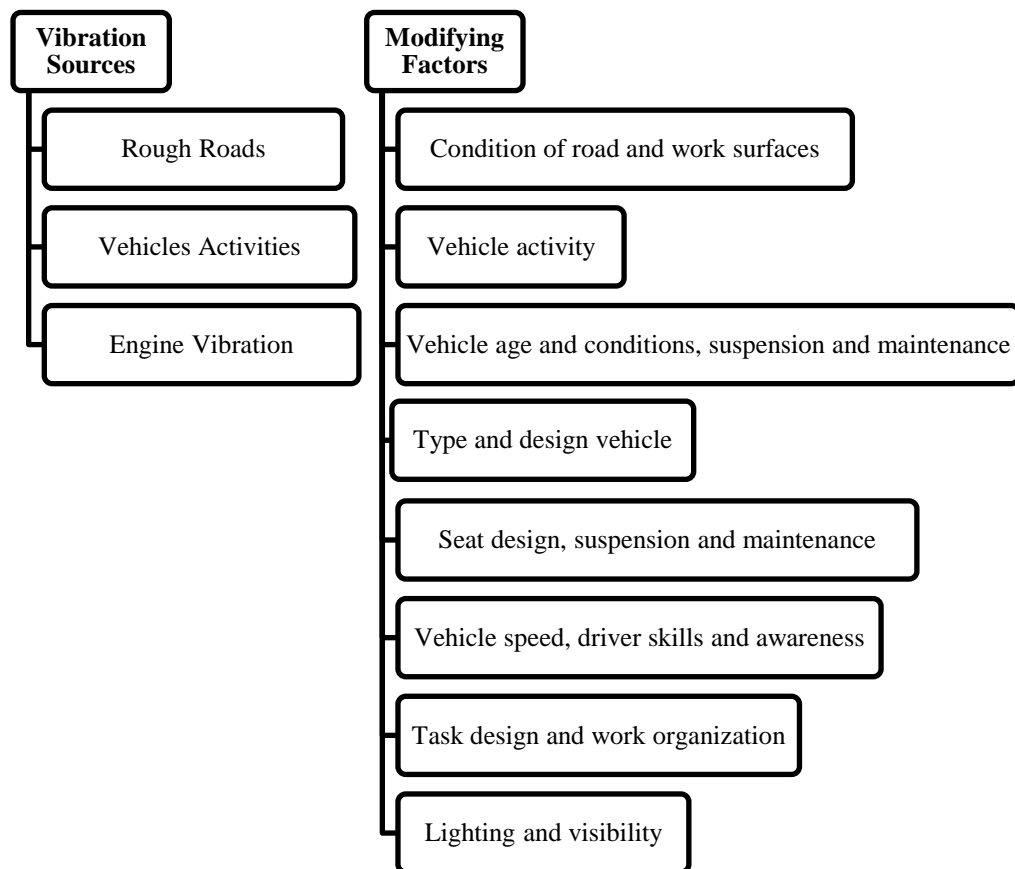 Vibration
Sources
Rough Roads
Vehicles Activities
Engine Vibration
Modifying
Factors
Condition of road and work surfaces
Vehicle activity
Vehicle age and conditions, suspension and maintenance
Type and design vehicle
Seat design, suspension and maintenance
Vehicle speed, driver skills and awareness
Task design and work organization
Lighting and visibility